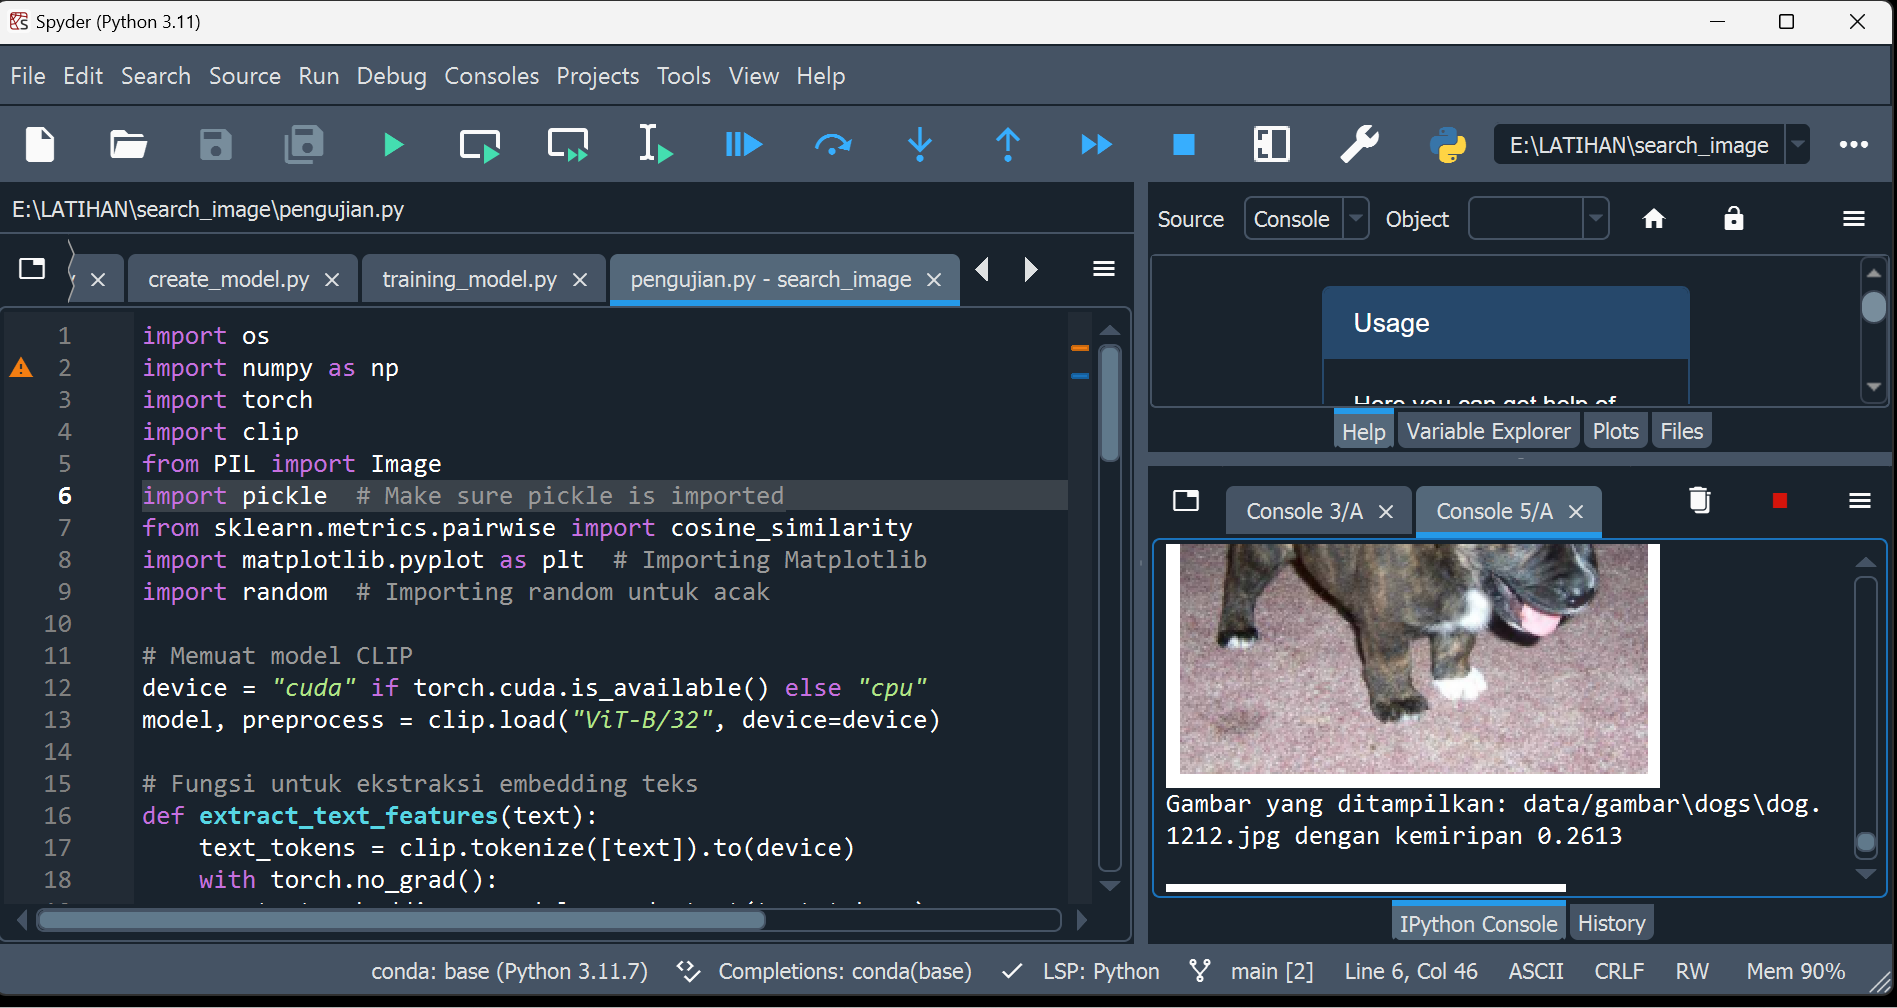 Spyder (Python 3.11)
File Edit Search Source Run Debug Consoles Projects Tools View Help
E:\LATIHAN\search_image
E:\LATIHAN\search_image\pengujian.py
create_model.py
training_model.py
pengujian.py - search_image
1 import os
2 import numpy as np
3 import torch
4 import clip
5 from PIL import Image
6 import pickle  # Make sure pickle is imported
7 from sklearn.metrics.pairwise import cosine_similarity
8 import matplotlib.pyplot as plt  # Importing Matplotlib
9 import random  # Importing random untuk acak
10
11 # Memuat model CLIP
12 device = "cuda" if torch.cuda.is_available() else "cpu"
13 model, preprocess = clip.load("ViT-B/32", device=device)
14
15 # Fungsi untuk ekstraksi embedding teks
16 def extract_text_features(text):
17     text_tokens = clip.tokenize([text]).to(device)
18     with torch.no_grad():
Source Console Object
Usage
Here you can get help of
Help Variable Explorer Plots Files
Console 3/A
Console 5/A
Gambar yang ditampilkan: data/gambar\dogs\dog.
1212.jpg dengan kemiripan 0.2613
IPython Console History
conda: base (Python 3.11.7) Completions: conda(base) LSP: Python main [2] Line 6, Col 46 ASCII CRLF RW Mem 90%